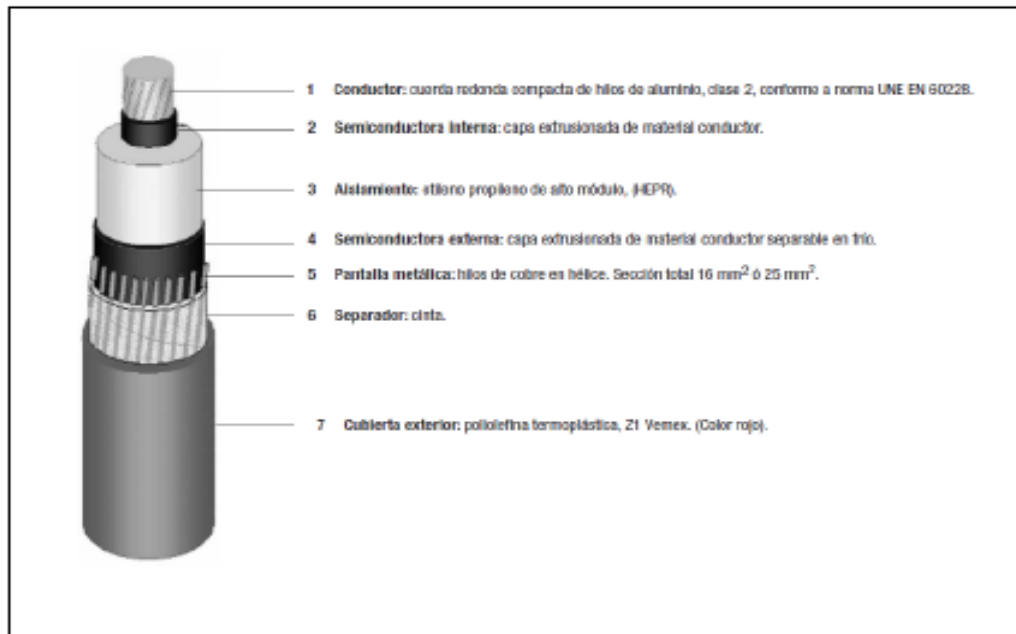 1 Conductor: cuerda redonda compacta de hilos de aluminio, clase 2, conforme a norma UNE EN 60228.
2 Semiconductora interna: capa extrusionada de material conductor.
3 Aislamiento: etileno propileno de alto módulo, (HEPR).
4 Semiconductora externa: capa extrusionada de material conductor separable en frío.
5 Pantalla metálica: hilos de cobre en hélice. Sección total 16 mm² ó 25 mm².
6 Separador: cinta.
7 Cubierta exterior: poliolefina termoplástica, Z1 Vemex. (Color rojo).